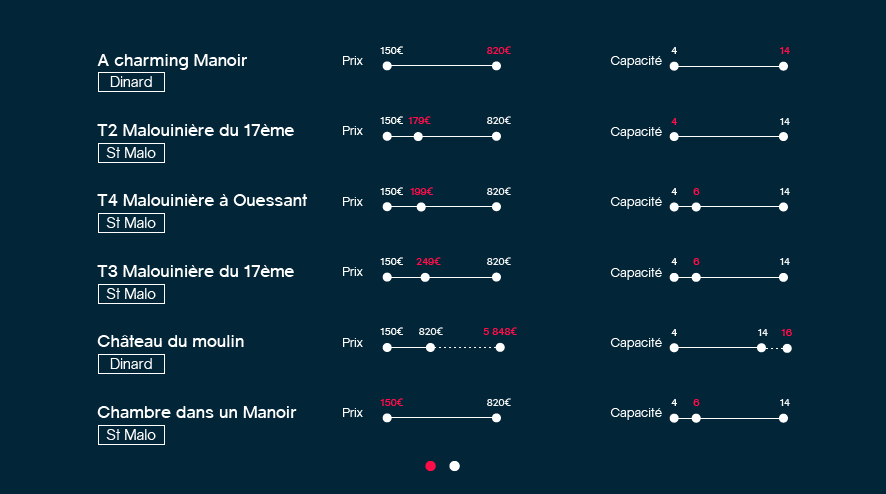 150€ 820€ 4 14
A charming Manoir Prix Capacité
Dinard
150€ 179€ 820€ 4 14
T2 Malouinière du 17ème Prix Capacité
St Malo
150€ 199€ 820€ 4 6 14
T4 Malouinière à Ouessant Prix Capacité
St Malo
150€ 249€ 820€ 4 6 14
T3 Malouinière du 17ème Prix Capacité
St Malo
150€ 820€ 5 848€ 4 14 16
Château du moulin Prix Capacité
Dinard
150€ 820€ 4 6 14
Chambre dans un Manoir Prix Capacité
St Malo